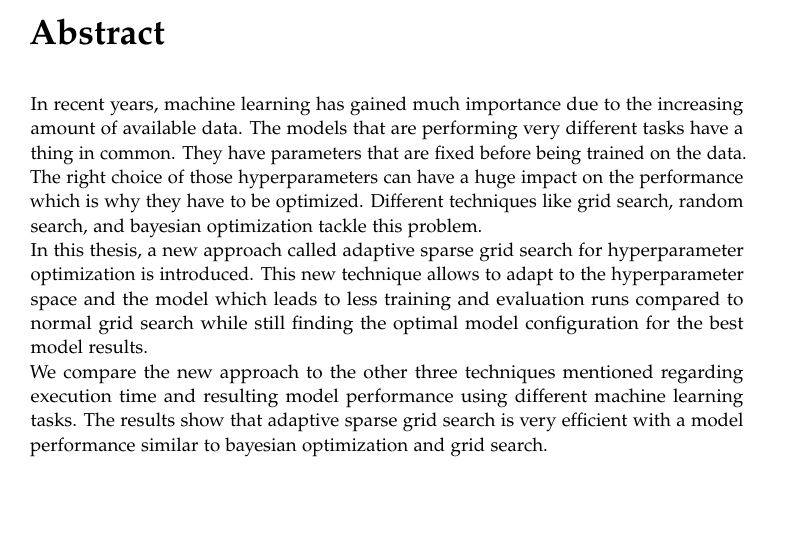 Abstract
In recent years, machine learning has gained much importance due to the increasing
amount of available data. The models that are performing very different tasks have a
thing in common. They have parameters that are fixed before being trained on the data.
The right choice of those hyperparameters can have a huge impact on the performance
which is why they have to be optimized. Different techniques like grid search, random
search, and bayesian optimization tackle this problem.
In this thesis, a new approach called adaptive sparse grid search for hyperparameter
optimization is introduced. This new technique allows to adapt to the hyperparameter
space and the model which leads to less training and evaluation runs compared to
normal grid search while still finding the optimal model configuration for the best
model results.
We compare the new approach to the other three techniques mentioned regarding
execution time and resulting model performance using different machine learning
tasks. The results show that adaptive sparse grid search is very efficient with a model
performance similar to bayesian optimization and grid search.